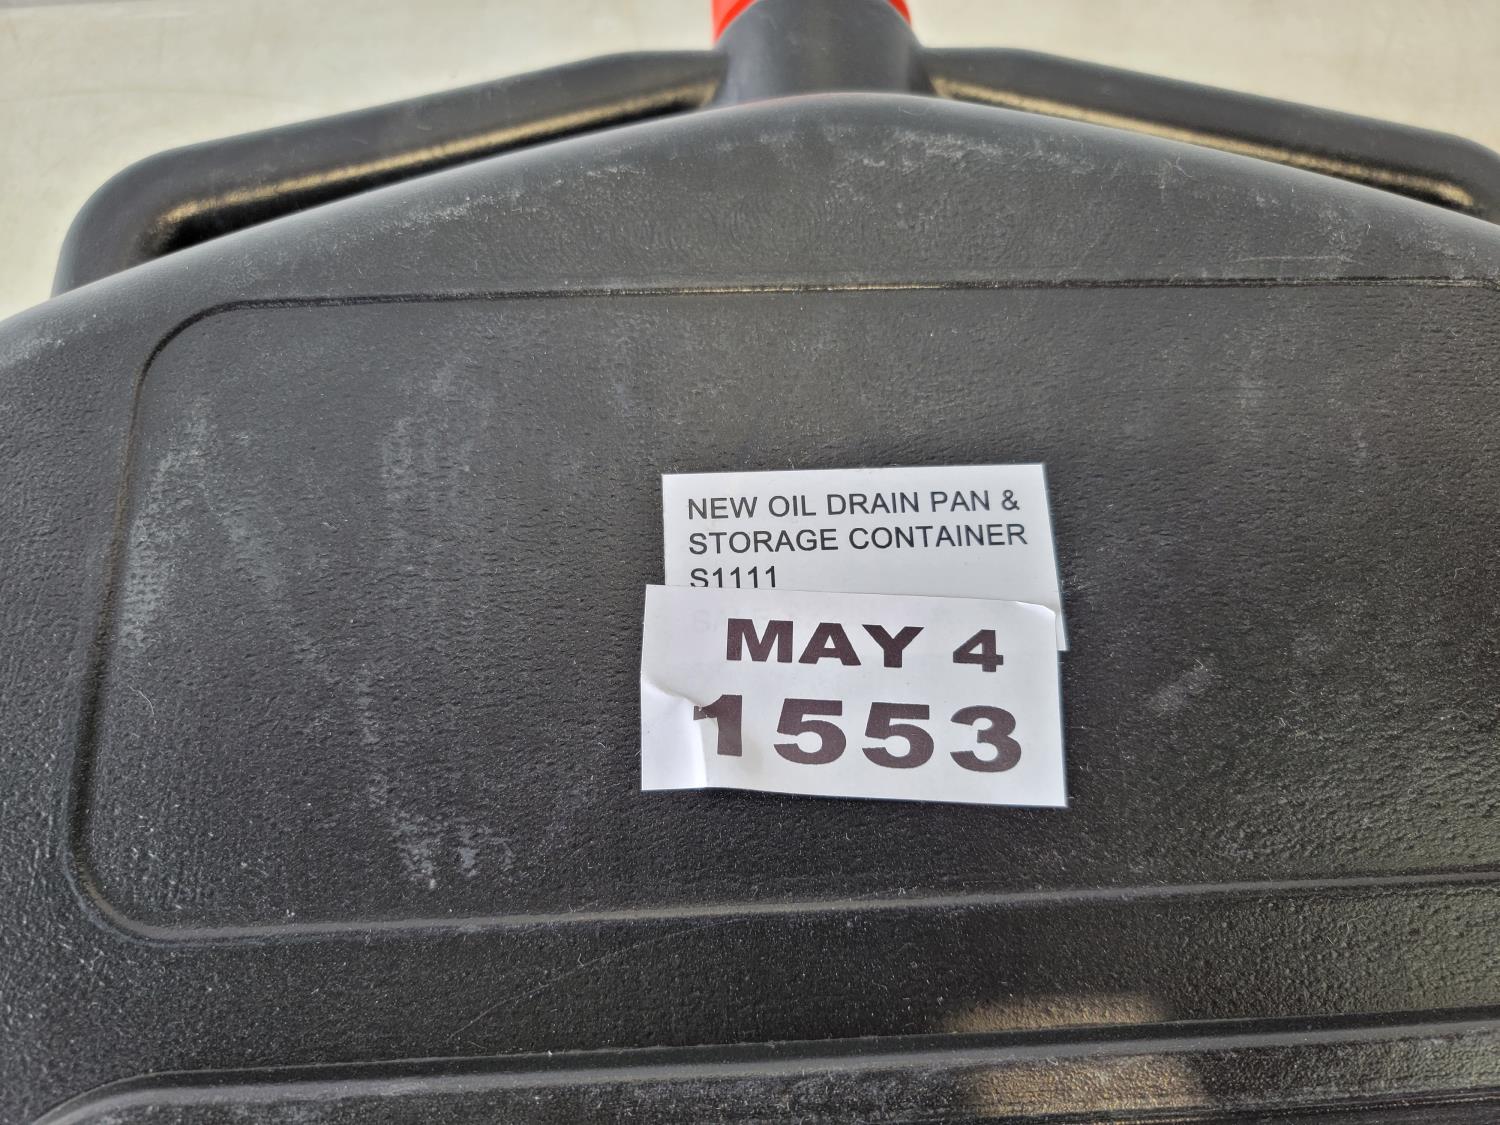 NEW OIL DRAIN PAN &
STORAGE CONTAINER
S1111
MAY 4
1553